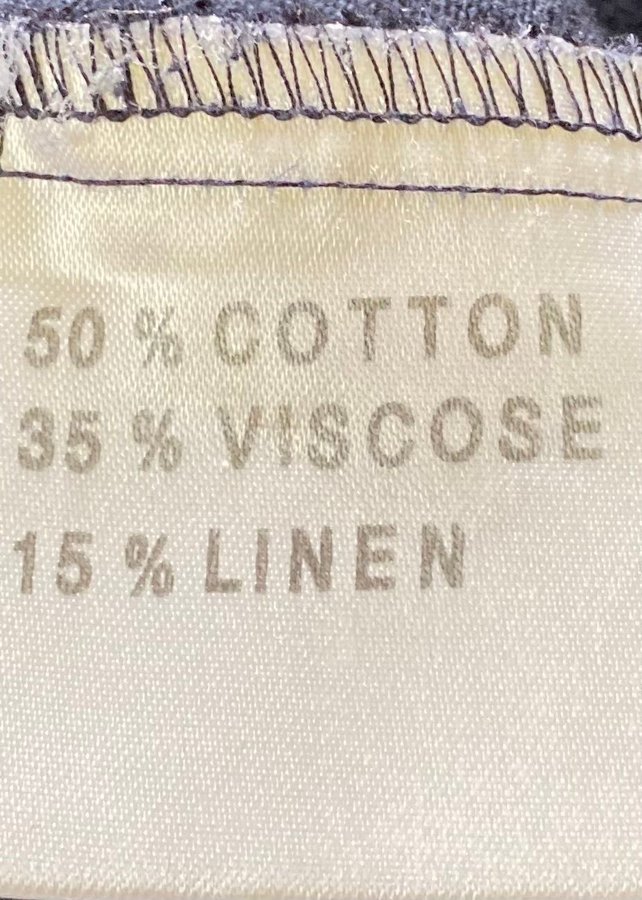 50 % COTTON
35 % VISCOSE
15 % LINEN